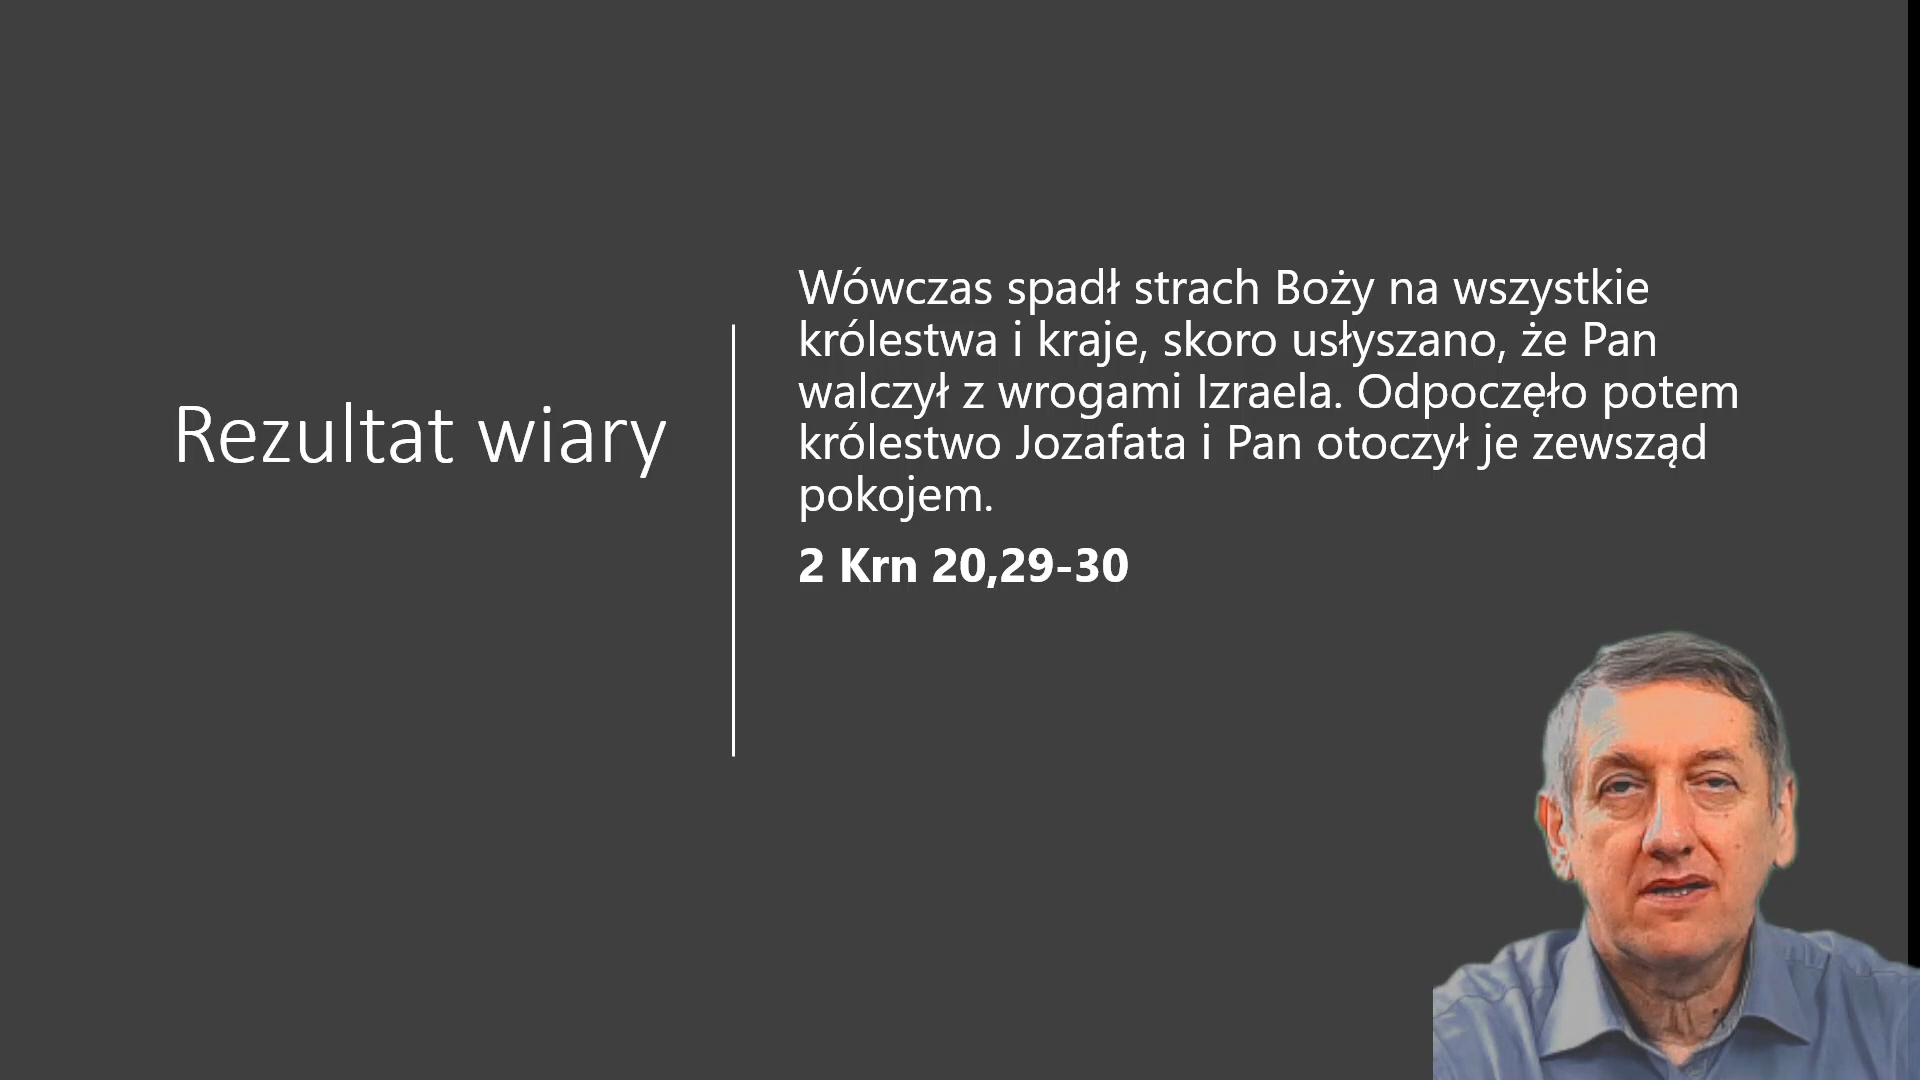 Rezultat wiary
Wówczas spadł strach Boży na wszystkie
królestwa i kraje, skoro usłyszano, że Pan
walczył z wrogami Izraela. Odpoczęło potem
królestwo Jozafata i Pan otoczył je zewsząd
pokojem.
2 Krn 20,29-30